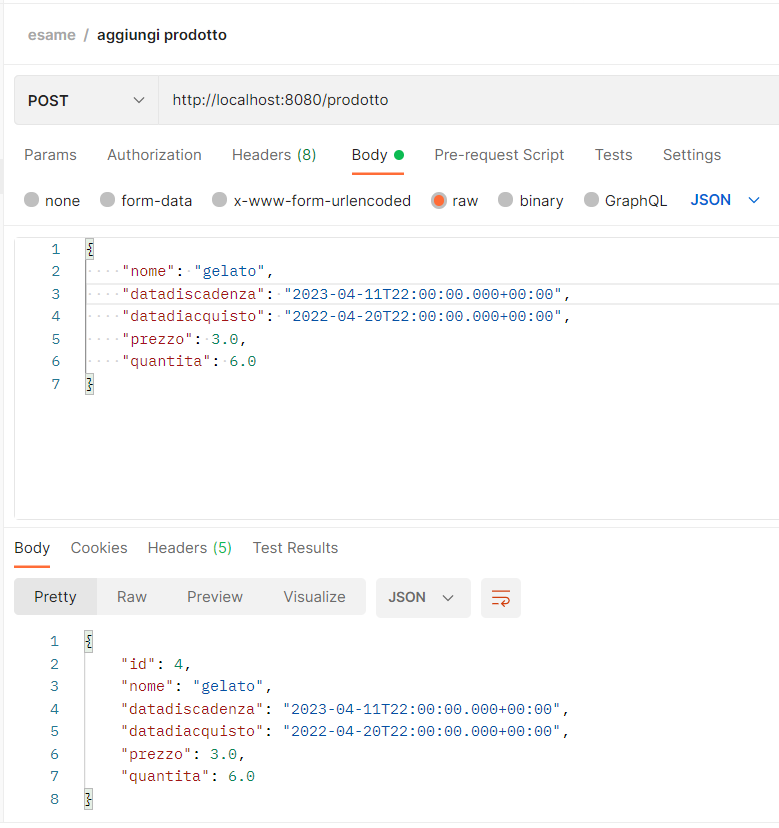 esame / aggiungi prodotto
POST http://localhost:8080/prodotto
Params Authorization Headers (8) Body Pre-request Script Tests Settings
none form-data x-www-form-urlencoded raw binary GraphQL JSON
1 {
2 ····"nome":·"gelato",
3 ····"datadiscadenza":·"2023-04-11T22:00:00.000+00:00",
4 ····"datadiacquisto":·"2022-04-20T22:00:00.000+00:00",
5 ····"prezzo":·3.0,
6 ····"quantita":·6.0
7 }
Body Cookies Headers (5) Test Results
Pretty Raw Preview Visualize JSON
1 {
2 "id": 4,
3 "nome": "gelato",
4 "datadiscadenza": "2023-04-11T22:00:00.000+00:00",
5 "datadiacquisto": "2022-04-20T22:00:00.000+00:00",
6 "prezzo": 3.0,
7 "quantita": 6.0
8 }